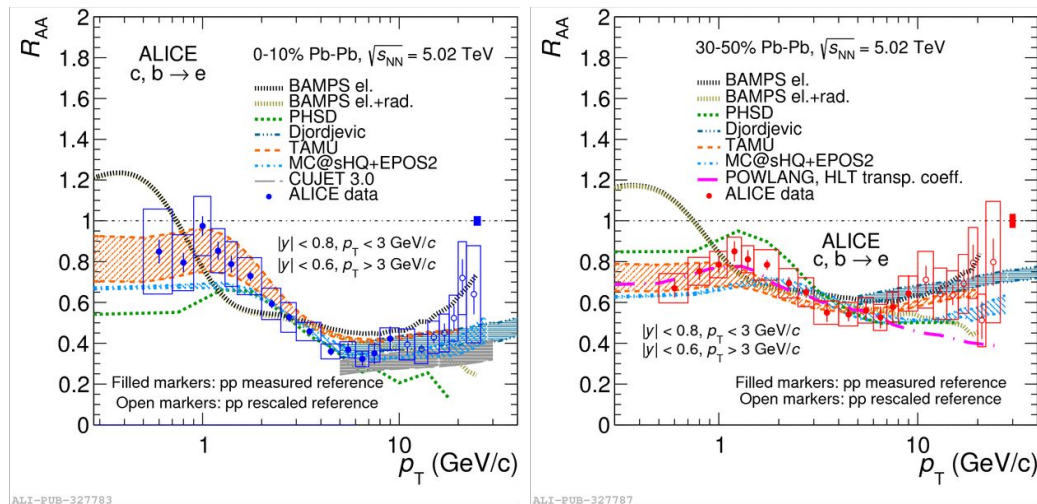 R_AA
2
1.8
1.6
1.4
1.2
1
0.8
0.6
0.4
0.2
0
ALICE
c, b → e
0-10% Pb-Pb, √s_NN = 5.02 TeV
BAMPS el.
BAMPS el.+rad.
PHSD
Djordjevic
TAMU
MC@sHQ+EPOS2
CUJET 3.0
ALICE data
|y| < 0.8, p_T < 3 GeV/c
|y| < 0.6, p_T > 3 GeV/c
Filled markers: pp measured reference
Open markers: pp rescaled reference
1 10
p_T (GeV/c)
ALI-PUB-327783
R_AA
2
1.8
1.6
1.4
1.2
1
0.8
0.6
0.4
0.2
0
30-50% Pb-Pb, √s_NN = 5.02 TeV
BAMPS el.
BAMPS el.+rad.
PHSD
Djordjevic
TAMU
MC@sHQ+EPOS2
POWLANG, HLT transp. coeff.
ALICE data
ALICE
c, b → e
|y| < 0.8, p_T < 3 GeV/c
|y| < 0.6, p_T > 3 GeV/c
Filled markers: pp measured reference
Open markers: pp rescaled reference
1 10
p_T (GeV/c)
ALI-PUB-327787